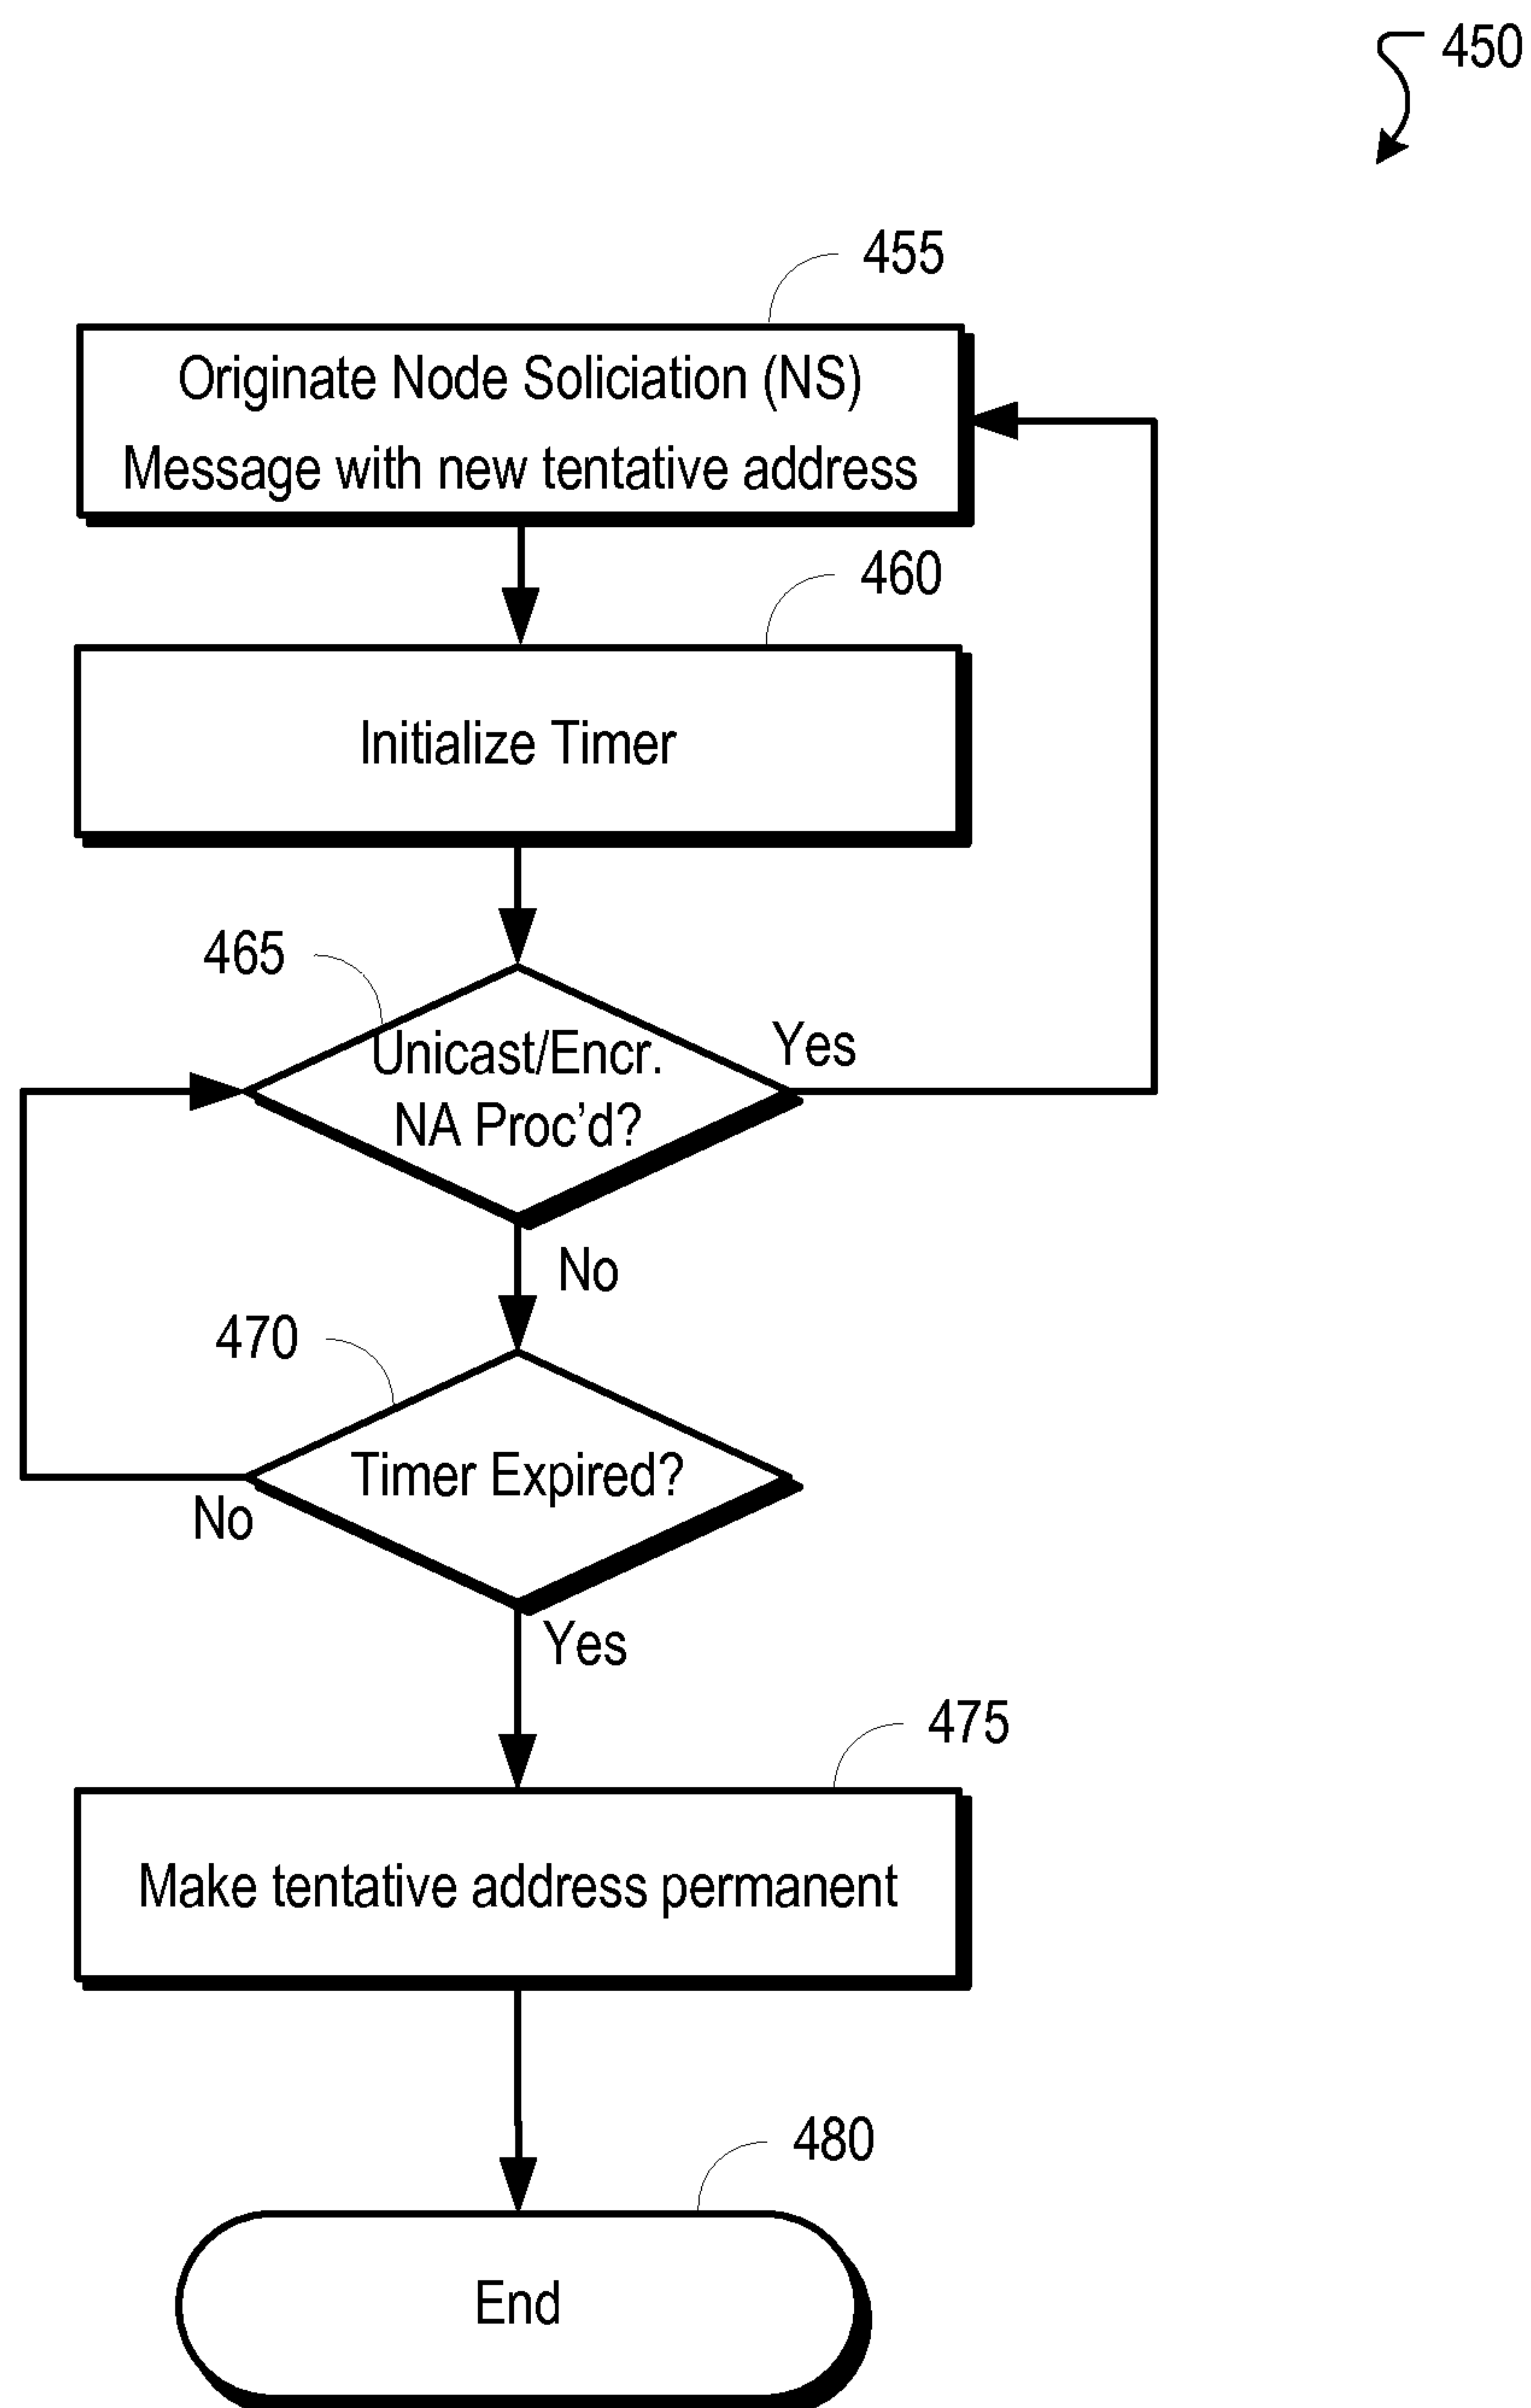 450
455
Originate Node Soliciation (NS)
Message with new tentative address
460
Initialize Timer
465
Unicast/Encr.
NA Proc'd?
Yes
No
470
Timer Expired?
No
Yes
475
Make tentative address permanent
480
End